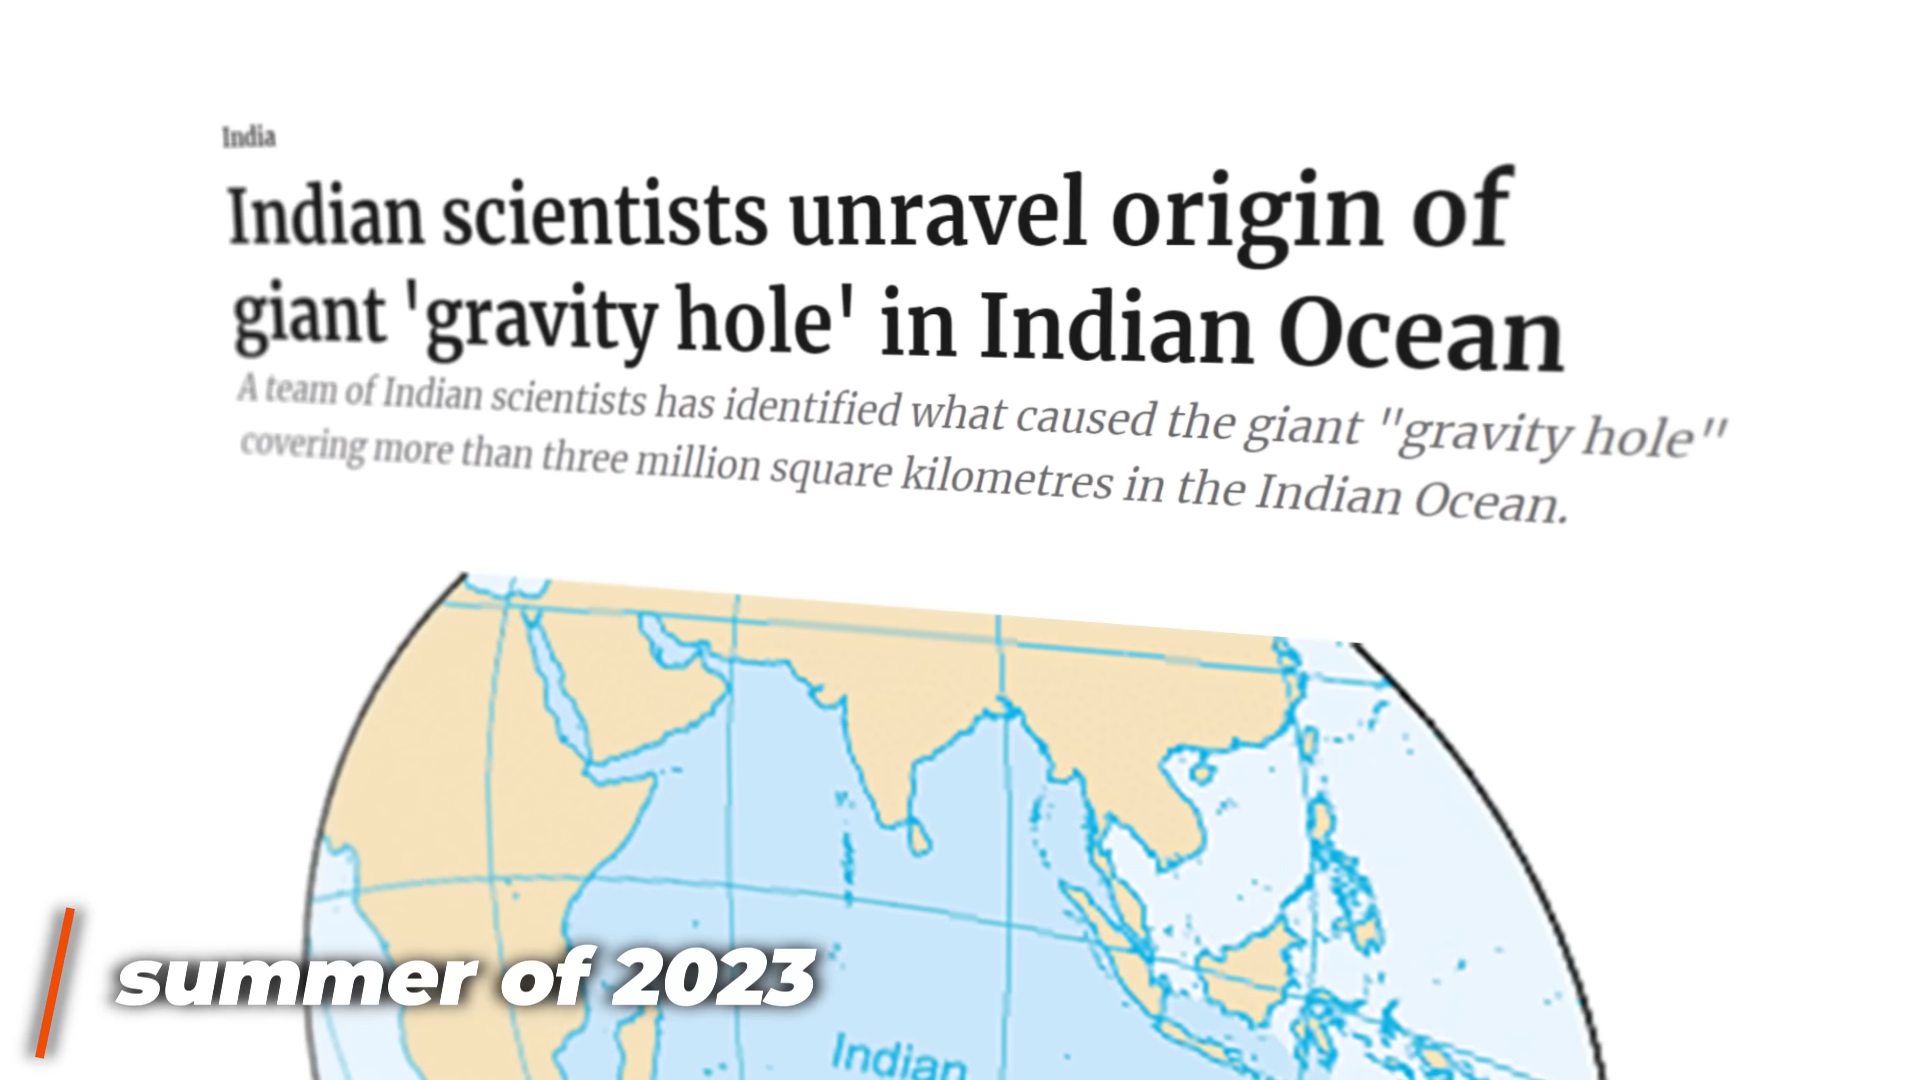 India
Indian scientists unravel origin of
giant 'gravity hole' in Indian Ocean
A team of Indian scientists has identified what caused the giant "gravity hole"
covering more than three million square kilometres in the Indian Ocean.
summer of 2023
Indian